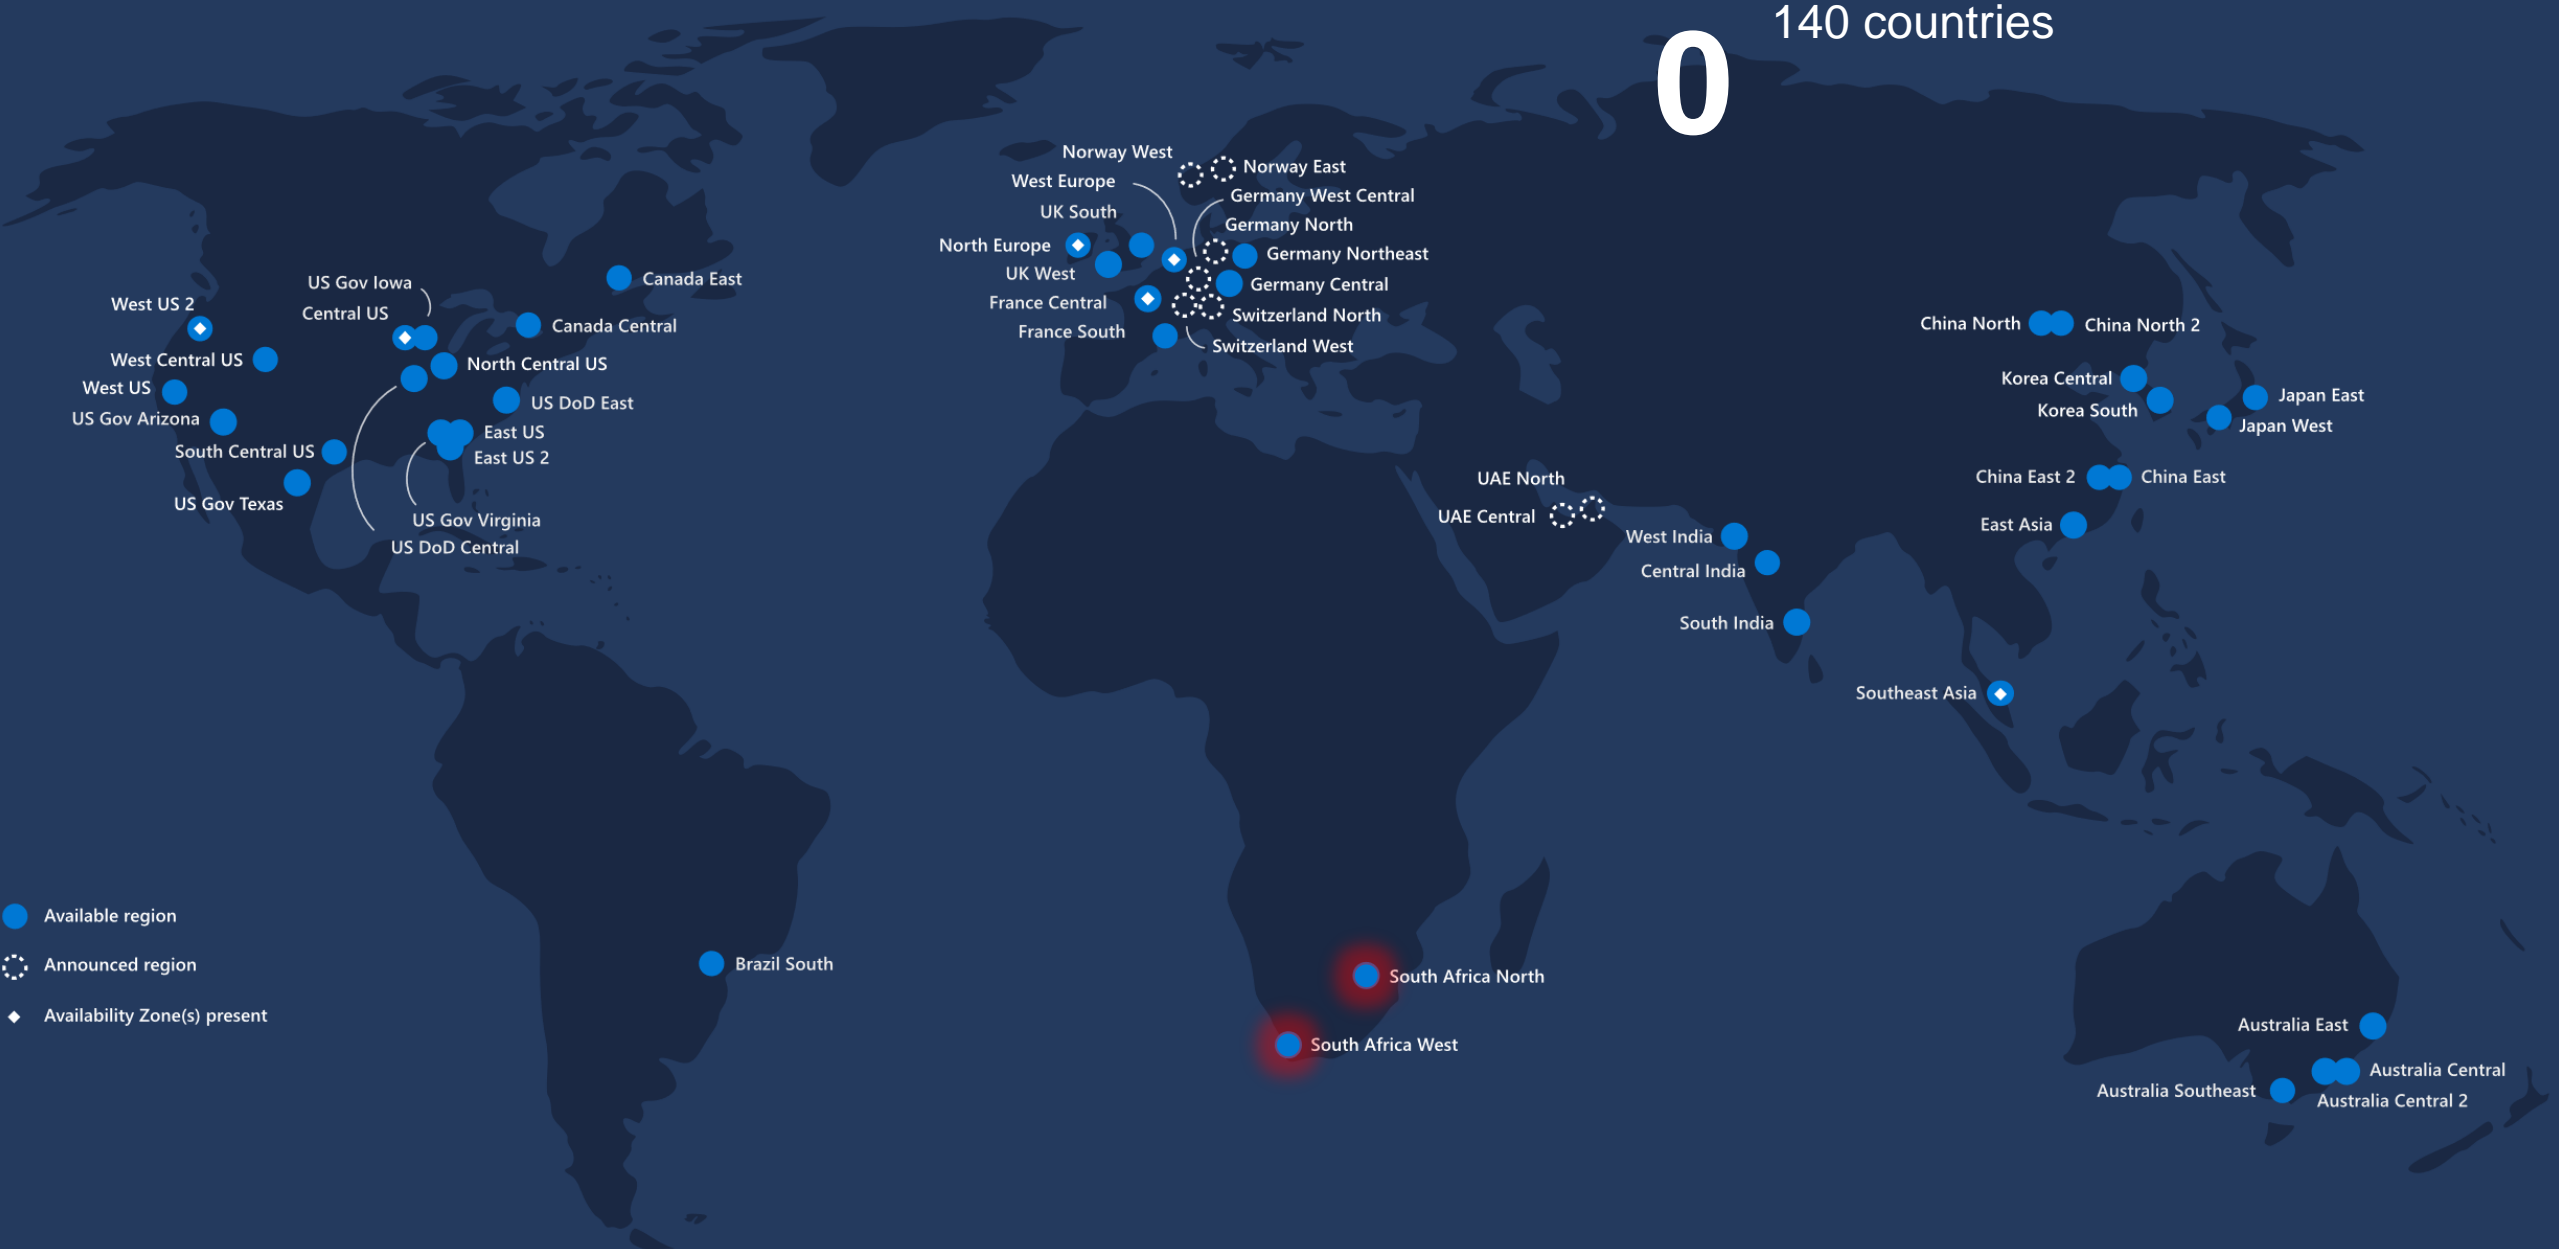 140 countries
0
Norway West
Norway East
West Europe
Germany West Central
UK South
Germany North
North Europe
Germany Northeast
UK West
Germany Central
France Central
Switzerland North
France South
Switzerland West
Canada East
US Gov Iowa
West US 2
Central US
Canada Central
West Central US
North Central US
West US
US DoD East
US Gov Arizona
East US
South Central US
East US 2
US Gov Texas
US Gov Virginia
US DoD Central
China North
China North 2
Korea Central
Japan East
Korea South
Japan West
UAE North
China East 2
China East
UAE Central
East Asia
West India
Central India
South India
Southeast Asia
Available region
Announced region
Availability Zone(s) present
Brazil South
South Africa North
South Africa West
Australia East
Australia Central
Australia Southeast
Australia Central 2